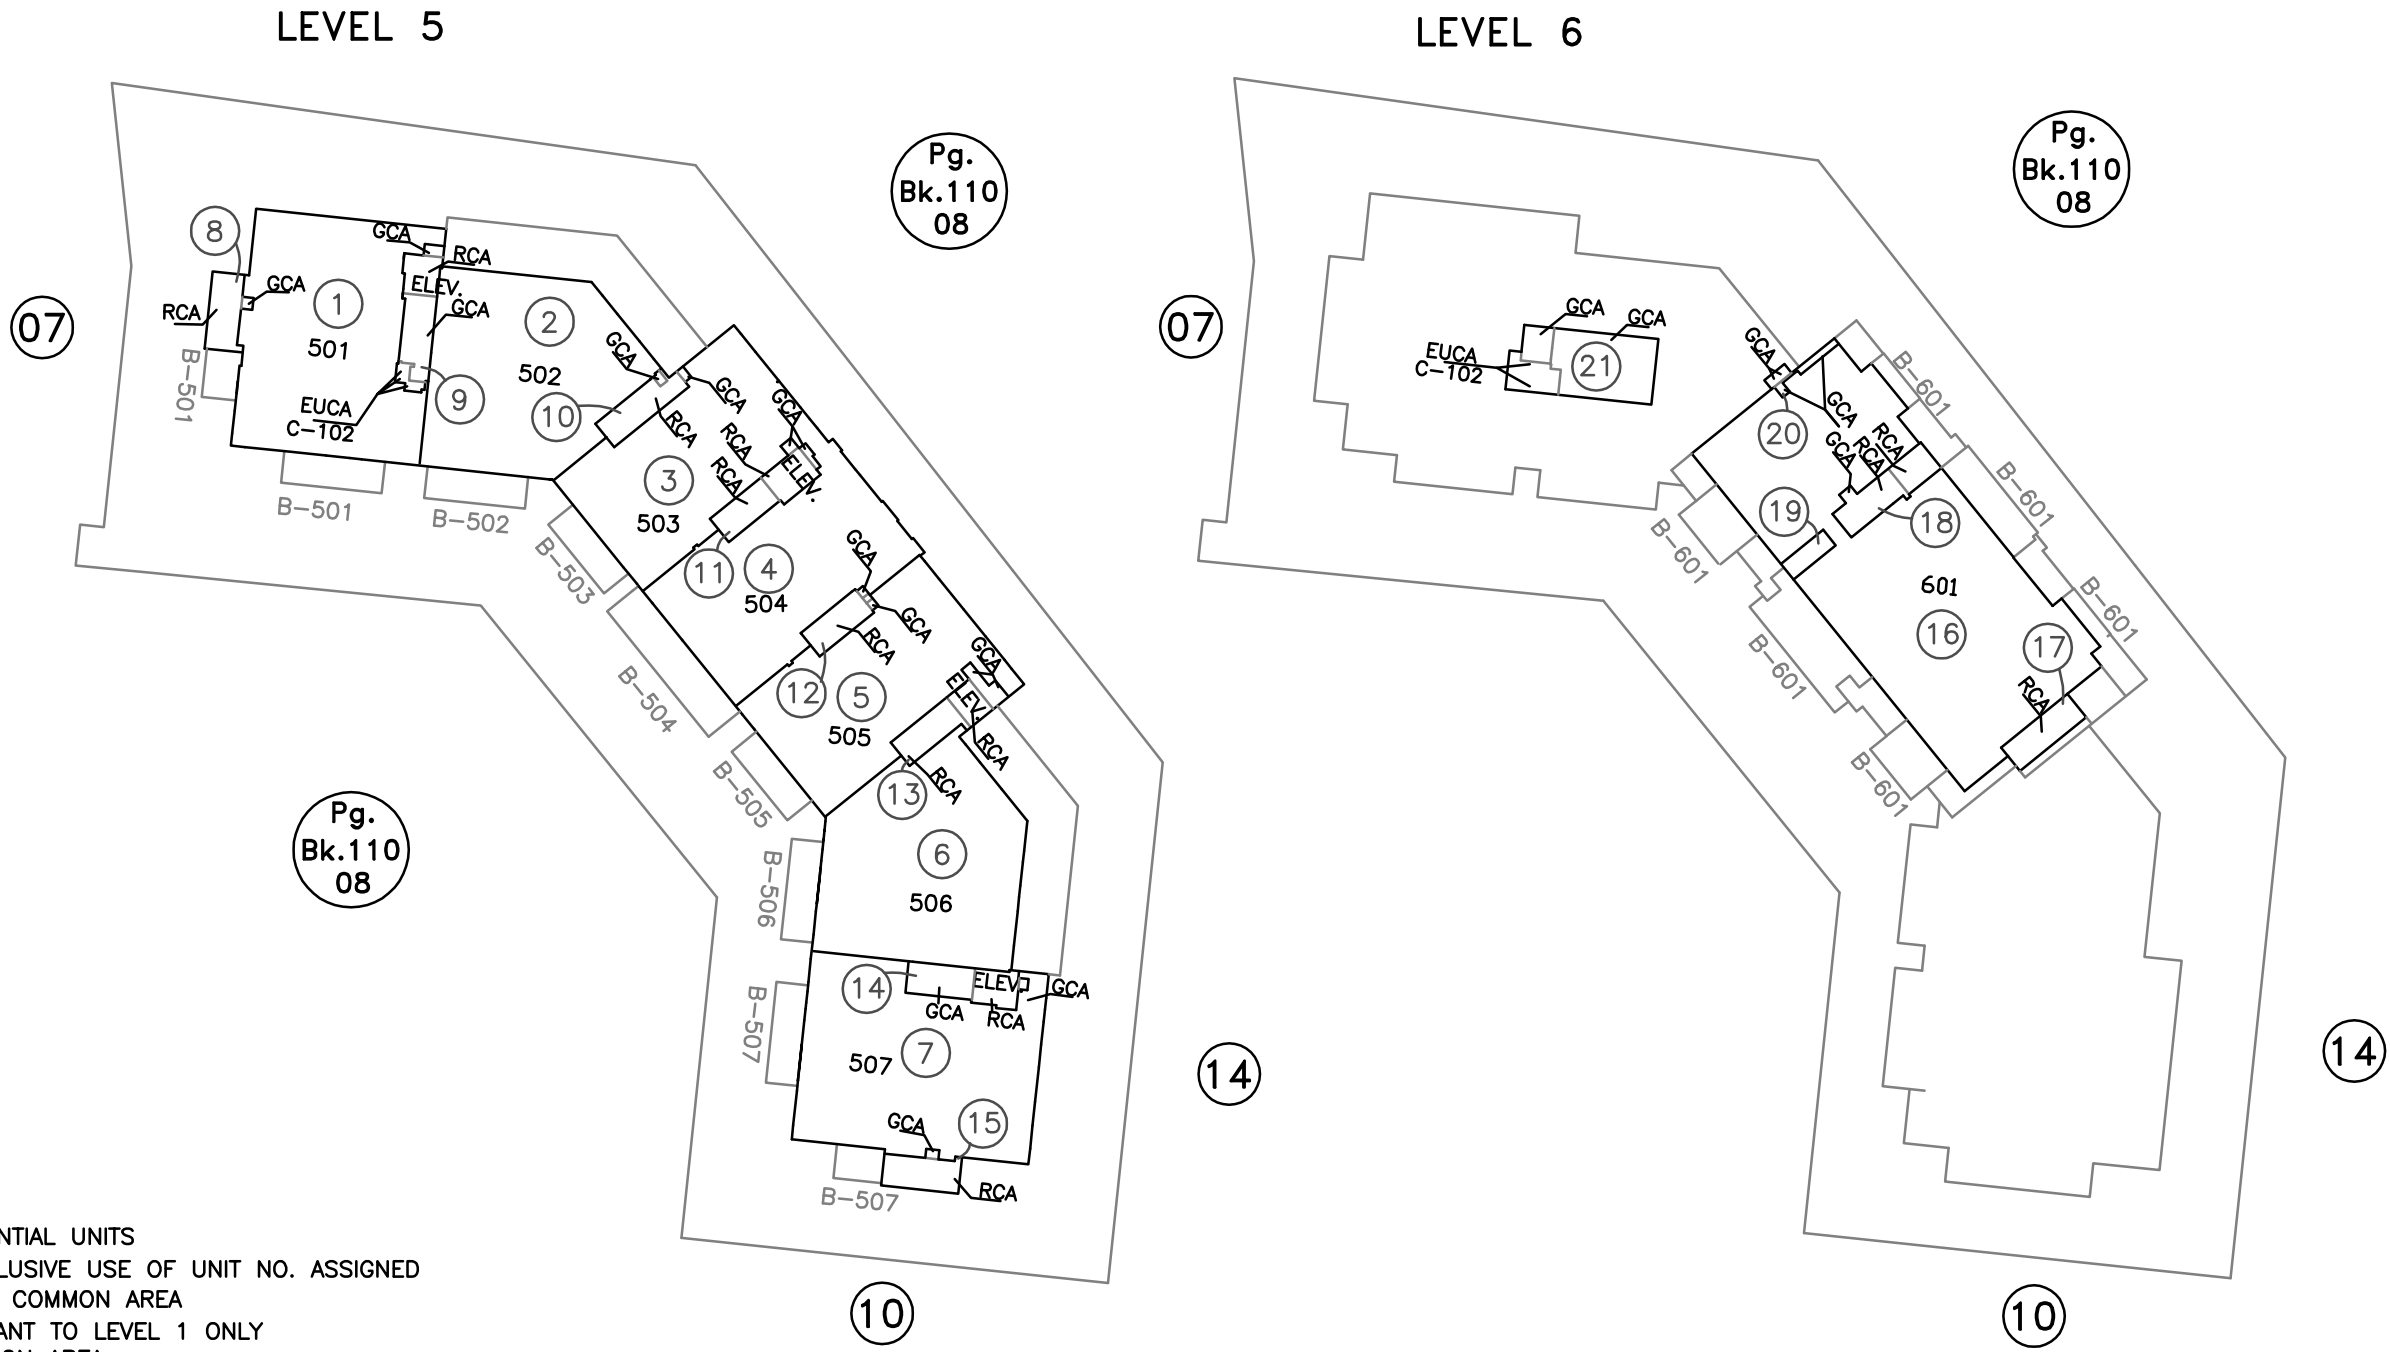 LEVEL 5
LEVEL 6
Pg.
Bk.110
08
Pg.
Bk.110
08
8
GCA
RCA
GCA
1
ELEV.
RCA
GCA
2
07
501
B-501
502
GCA
10
9
EUCA
C-102
GCA
GCA
RCA
RCA
RCA
ELEV.
3
503
B-501
B-502
B-503
11
4
504
GCA
GCA
RCA
12
5
505
B-504
GCA
ELEV.
RCA
RCA
13
B-505
Pg.
Bk.110
08
6
506
B-506
14
ELEV.
GCA
GCA
RCA
B-507
507
7
GCA
15
RCA
B-507
14
10
07
GCA
GCA
EUCA
C-102
21
GCA
GCA
20
GCA
RCA
RCA
B-601
B-601
B-601
19
18
601
16
17
RCA
B-601
B-601
B-601
14
10
NTIAL UNITS
LUSIVE USE OF UNIT NO. ASSIGNED
COMMON AREA
ANT TO LEVEL 1 ONLY